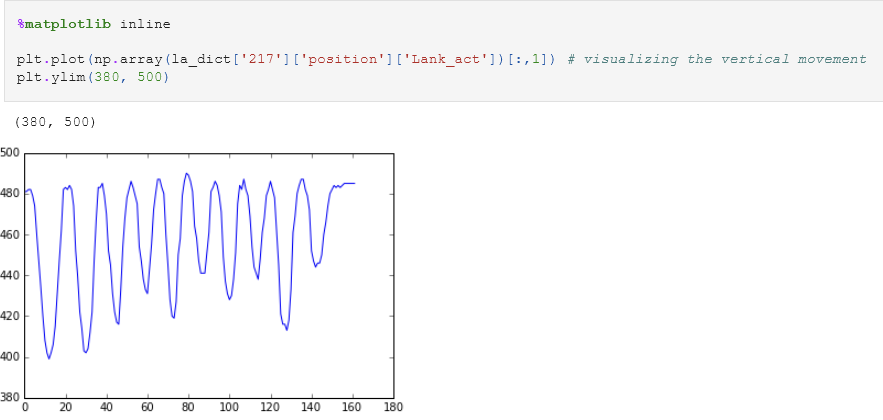 %matplotlib inline
plt.plot(np.array(la_dict['217']['position']['Lank_act'])[:,1]) # visualizing the vertical movement
plt.ylim(380, 500)
(380, 500)
500
480
460
440
420
400
380
0 20 40 60 80 100 120 140 160 180